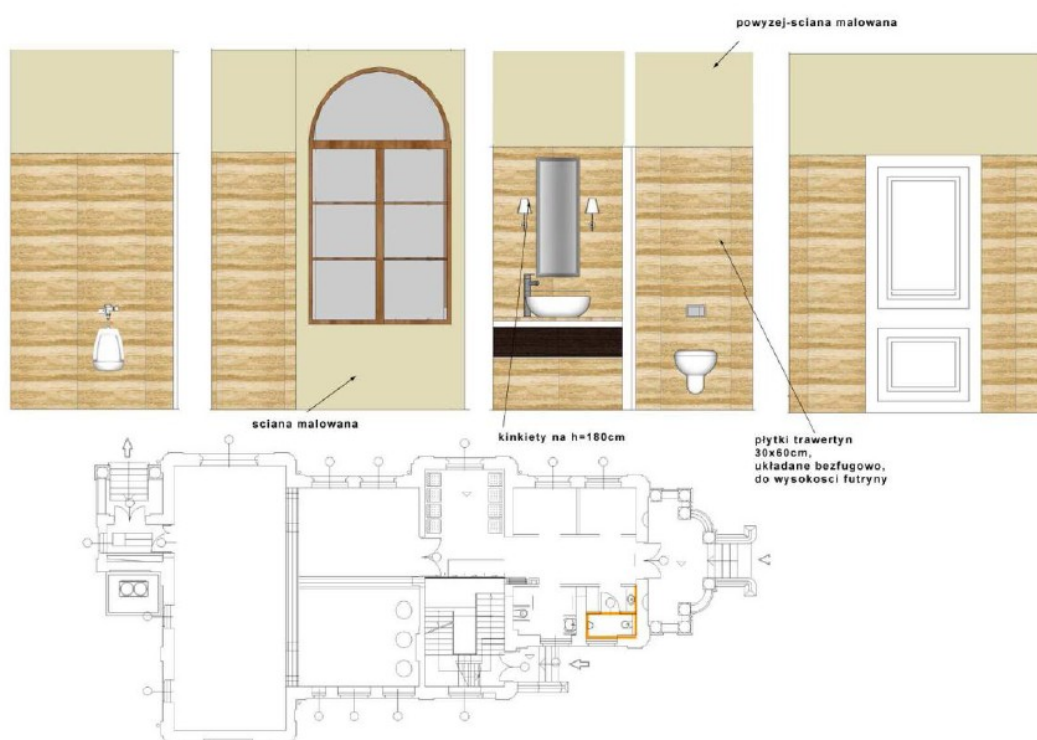 powyzej-sciana malowana
sciana malowana
kinkiety na h=180cm
płytki trawertyn
30x60cm,
układane bezfugowo,
do wysokosci futryny